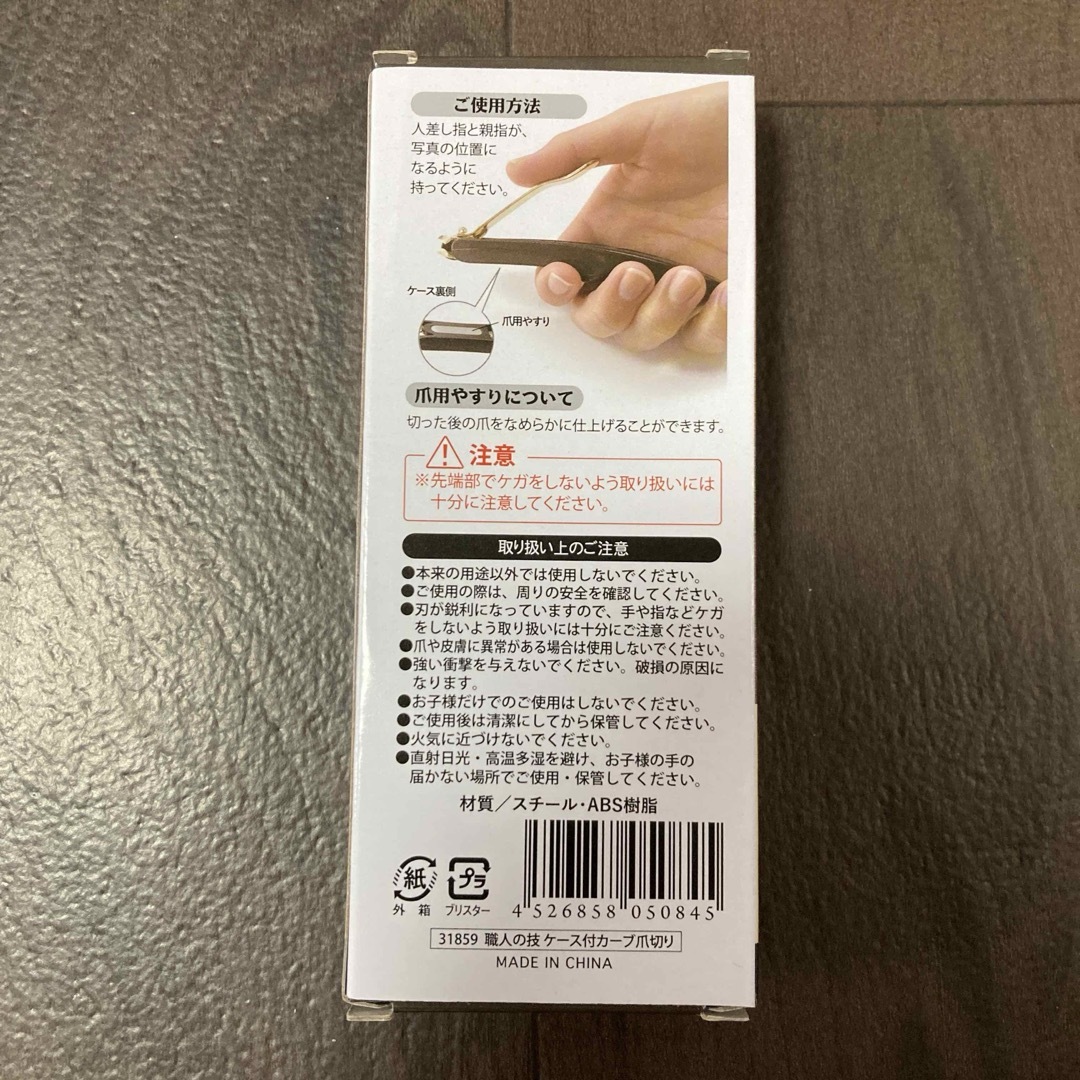 ご使用方法
人差し指と親指が、
写真の位置に
なるように
持ってください。
ケース裏側
爪用やすり
爪用やすりについて
切った後の爪をなめらかに仕上げることができます。
注意
※先端部でケガをしないよう取り扱いには
十分に注意してください。
取り扱い上のご注意
●本来の用途以外では使用しないでください。
●ご使用の際は、周りの安全を確認してください。
●刃が鋭利になっていますので、手や指などケガ
をしないよう取り扱いには十分にご注意ください。
●爪や皮膚に異常がある場合は使用しないでください。
●強い衝撃を与えないでください。破損の原因に
なります。
●お子様だけでのご使用はしないでください。
●ご使用後は清潔にしてから保管してください。
●火気に近づけないでください。
●直射日光・高温多湿を避け、お子様の手の
届かない場所でご使用・保管してください。
材質／スチール・ABS樹脂
紙
外箱
プラ
ブリスター
4 526858 050845
31859 職人の技 ケース付カーブ爪切り
MADE IN CHINA